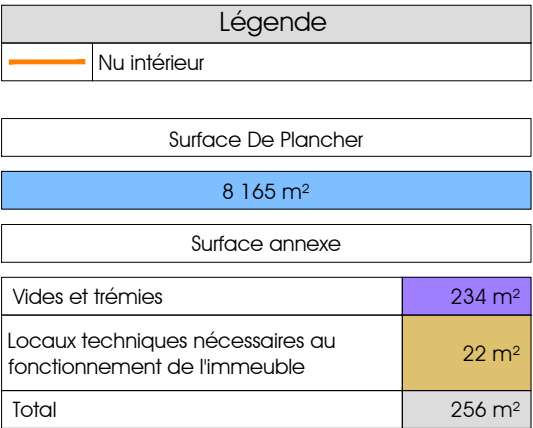 Légende
Nu intérieur
Surface De Plancher
8 165 m²
Surface annexe
Vides et trémies 234 m²
Locaux techniques nécessaires au
fonctionnement de l'immeuble 22 m²
Total 256 m²